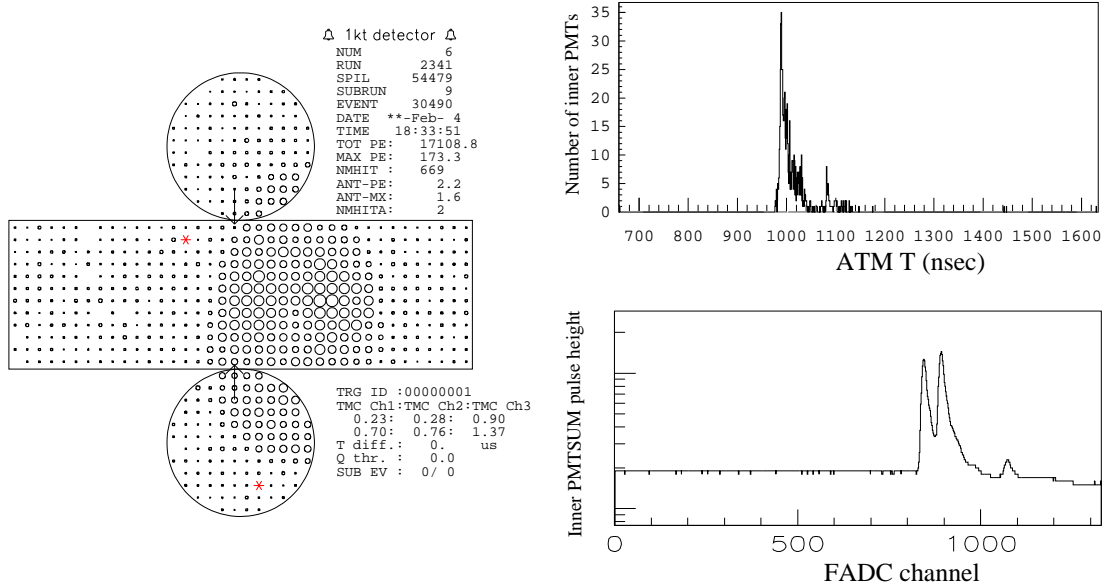 1kt detector
NUM 6
RUN 2341
SPIL 54479
SUBRUN 9
EVENT 30490
DATE **-Feb- 4
TIME 18:33:51
TOT PE: 17108.8
MAX PE: 173.3
NMHIT : 669
ANT-PE: 2.2
ANT-MX: 1.6
NMHITA: 2
TRG ID :00000001
TMC Ch1:TMC Ch2:TMC Ch3
0.23: 0.28: 0.90
0.70: 0.76: 1.37
T diff.: 0. us
Q thr. : 0.0
SUB EV : 0/ 0
Number of inner PMTs
35
30
25
20
15
10
5
0
700 800 900 1000 1100 1200 1300 1400 1500 1600
ATM T (nsec)
Inner PMTSUM pulse height
0 500 1000
FADC channel